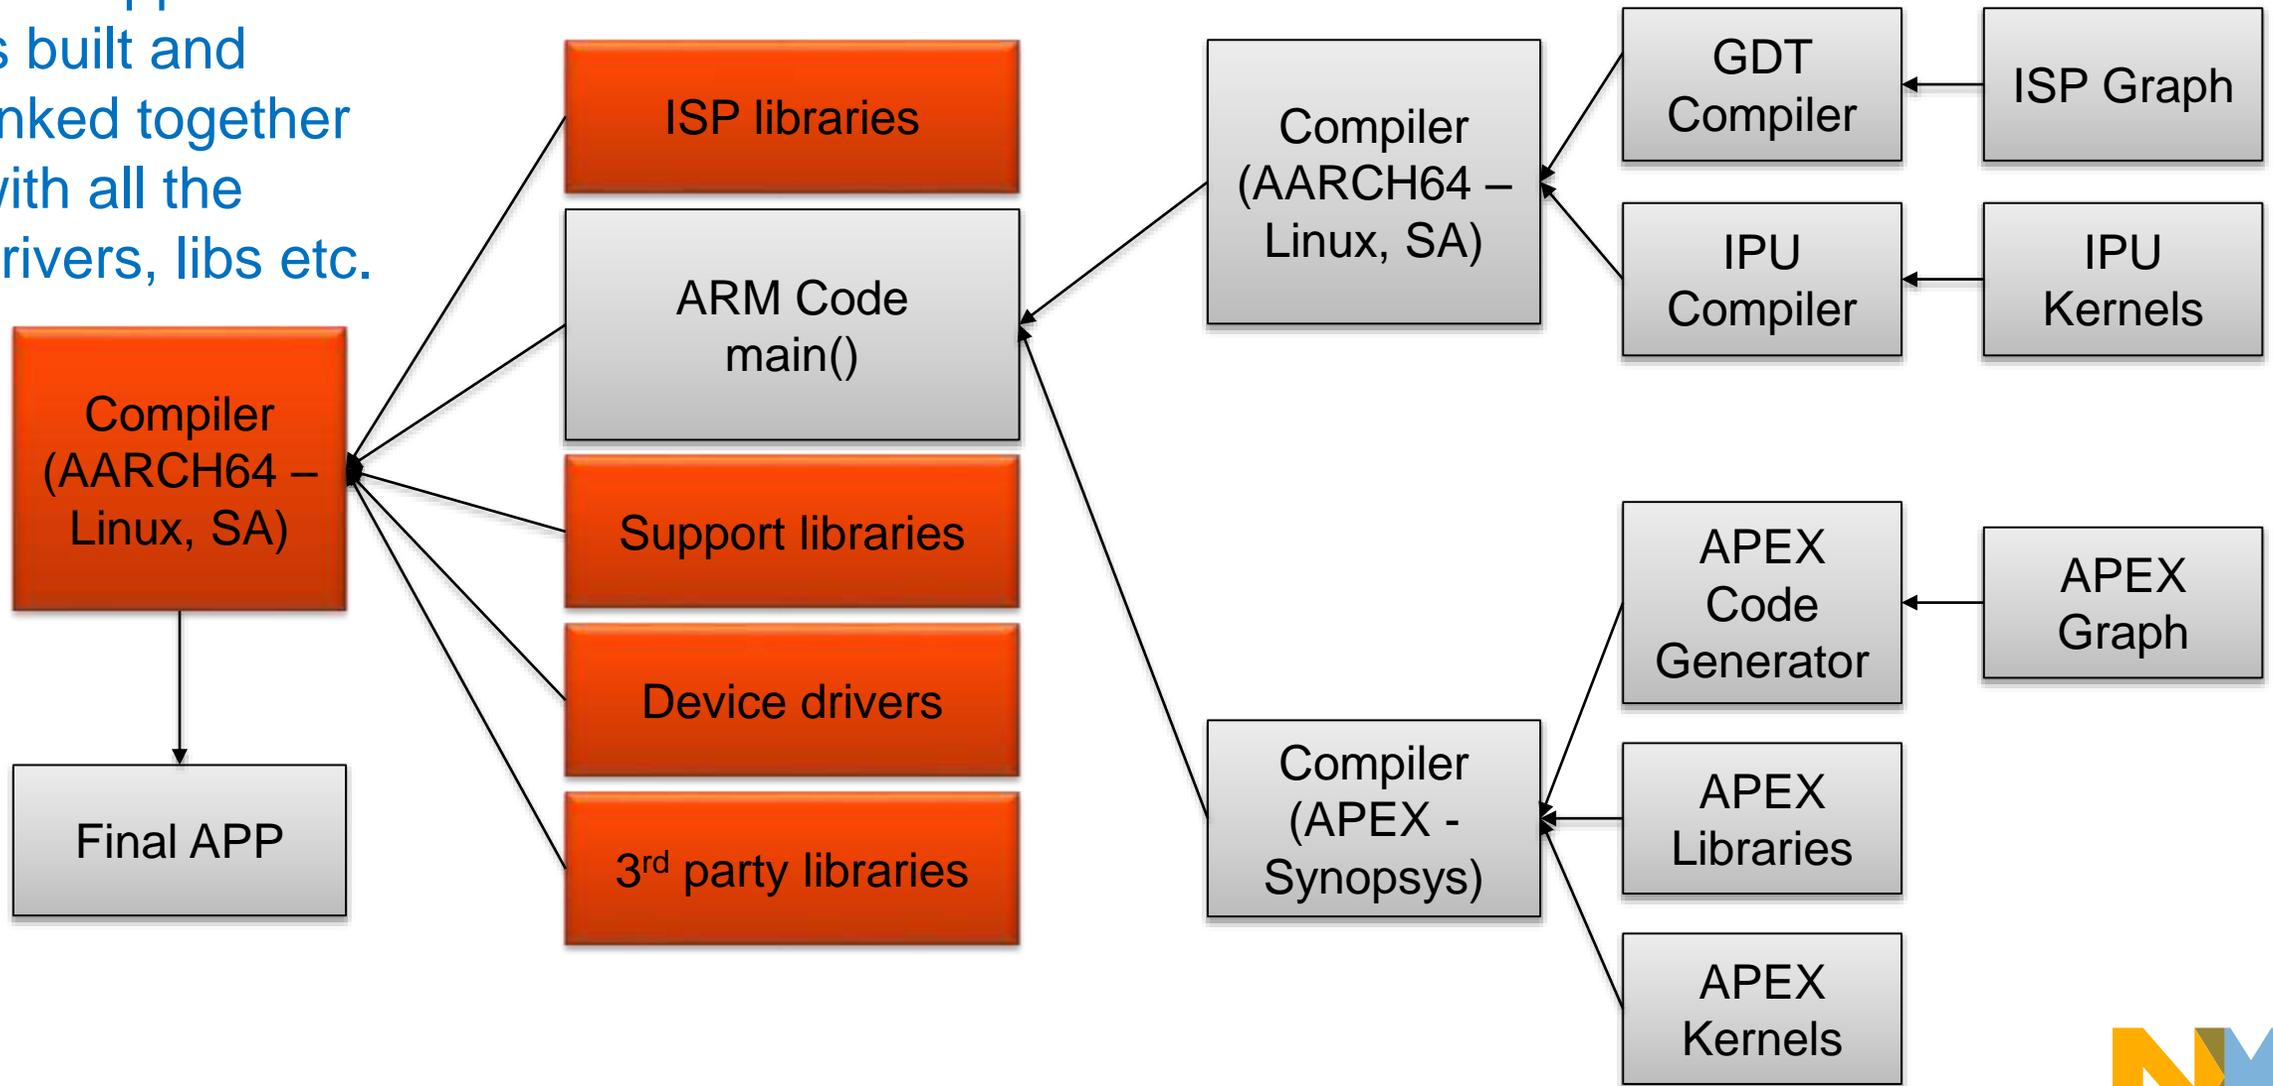 s built and
nked together
with all the
rivers, libs etc.
Compiler
(AARCH64 –
Linux, SA)
Final APP
ISP libraries
ARM Code
main()
Support libraries
Device drivers
3rd party libraries
Compiler
(AARCH64 –
Linux, SA)
Compiler
(APEX -
Synopsys)
GDT
Compiler
ISP Graph
IPU
Compiler
IPU
Kernels
APEX
Code
Generator
APEX
Graph
APEX
Libraries
APEX
Kernels